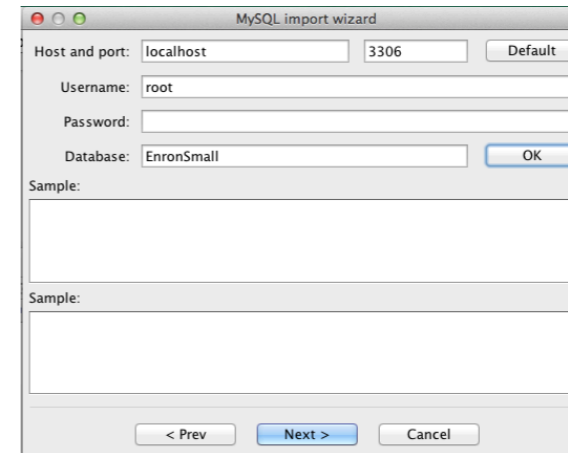 MySQL import wizard
Host and port: localhost 3306 Default
Username: root
Password:
Database: EnronSmall OK
Sample:
Sample:
< Prev Next > Cancel